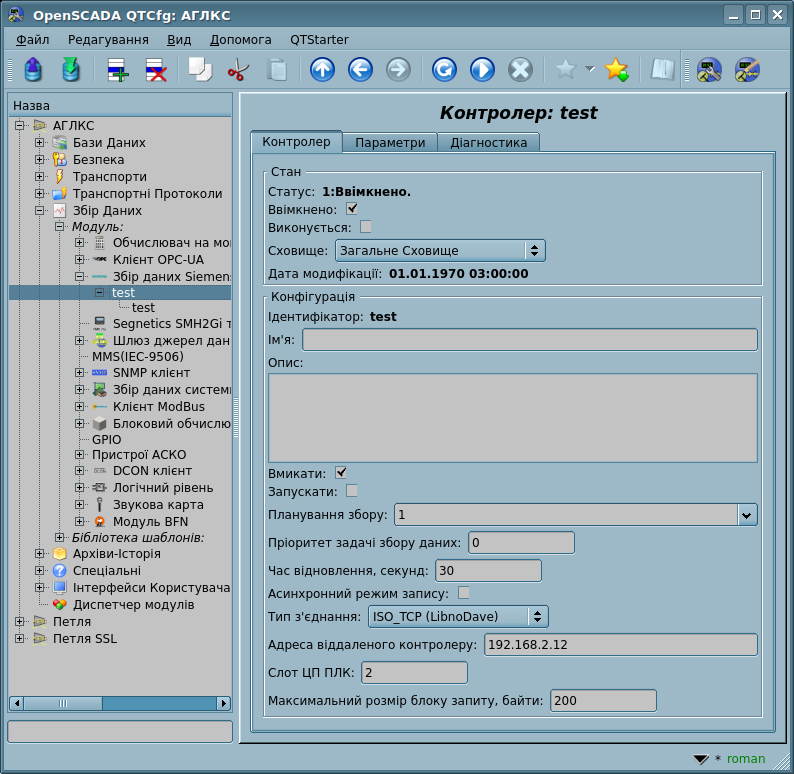 OpenSCADA QTCfg: АГЛКС
Файл Редагування Вид Допомога QTStarter
Назва
АГЛКС
Бази Даних
Безпека
Транспорти
Транспортні Протоколи
Збір Даних
Модуль:
Обчислювач на мо
Клієнт OPC-UA
Збір даних Siemens
test
test
Segnetics SMH2Gi т
Шлюз джерел дан
MMS(IEC-9506)
SNMP клієнт
Збір даних систем
Клієнт ModBus
Блоковий обчислю
GPIO
Пристрої АСКО
DCON клієнт
Логічний рівень
Звукова карта
Модуль BFN
Бібліотека шаблонів:
Архіви-Історія
Спеціальні
Інтерфейси Користувача
Диспетчер модулів
Петля
Петля SSL
Контролер: test
Контролер Параметри Діагностика
Стан
Статус: 1:Ввімкнено.
Ввімкнено:
Виконується:
Сховище: Загальне Сховище
Дата модифікації: 01.01.1970 03:00:00
Конфігурація
Ідентифікатор: test
Ім'я:
Опис:
Вмикати:
Запускати:
Планування збору: 1
Пріоритет задачі збору даних: 0
Час відновлення, секунд: 30
Асинхронний режим запису:
Тип з'єднання: ISO_TCP (LibnoDave)
Адреса віддаленого контролеру: 192.168.2.12
Слот ЦП ПЛК: 2
Максимальний розмір блоку запиту, байти: 200
* roman